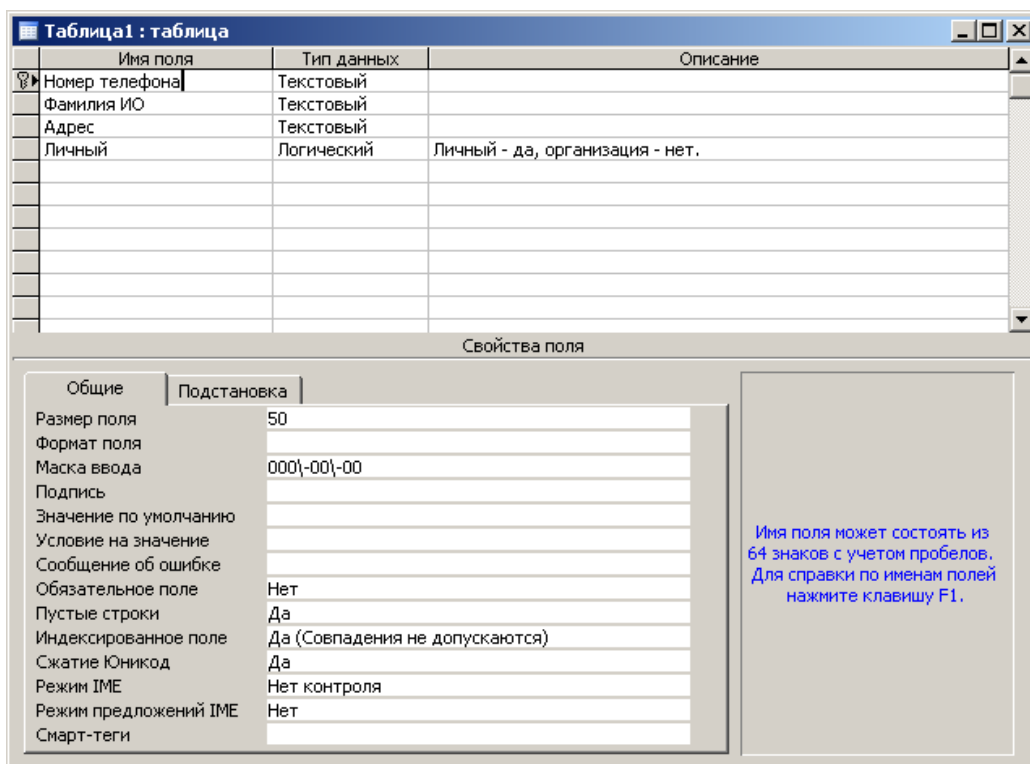 Таблица1 : таблица
Имя поля Тип данных Описание
Номер телефона Текстовый
Фамилия ИО Текстовый
Адрес Текстовый
Личный Логический Личный - да, организация - нет.
Свойства поля
Общие Подстановка
Размер поля 50
Формат поля
Маска ввода 000\-00\-00
Подпись
Значение по умолчанию
Условие на значение
Сообщение об ошибке
Обязательное поле Нет
Пустые строки Да
Индексированное поле Да (Совпадения не допускаются)
Сжатие Юникод Да
Режим IME Нет контроля
Режим предложений IME Нет
Смарт-теги
Имя поля может состоять из
64 знаков с учетом пробелов.
Для справки по именам полей
нажмите клавишу F1.